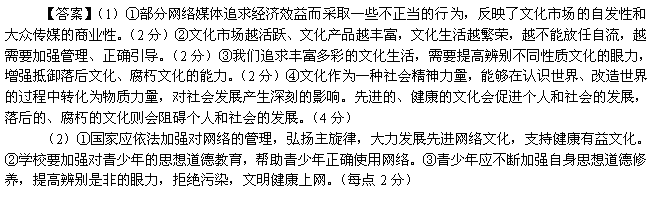 【答案】（1）①部分网络媒体追求经济效益而采取一些不正当的行为，反映了文化市场的自发性和
大众传媒的商业性。（2 分）②文化市场越活跃、文化产品越丰富，文化生活越繁荣，越不能放任自流，越
需要加强管理、正确引导。（2 分）③我们追求丰富多彩的文化生活，需要提高辨别不同性质文化的眼力，
增强抵御落后文化、腐朽文化的能力。（2 分）④文化作为一种社会精神力量，能够在认识世界、改造世界
的过程中转化为物质力量，对社会发展产生深刻的影响。先进的、健康的文化会促进个人和社会的发展，
落后的、腐朽的文化则会阻碍个人和社会的发展。（4 分）
（2）①国家应依法加强对网络的管理，弘扬主旋律，大力发展先进网络文化，支持健康有益文化。
②学校要加强对青少年的思想道德教育，帮助青少年正确使用网络。③青少年应不断加强自身思想道德修
养，提高辨别是非的眼力，拒绝污染，文明健康上网。（每点 2 分）